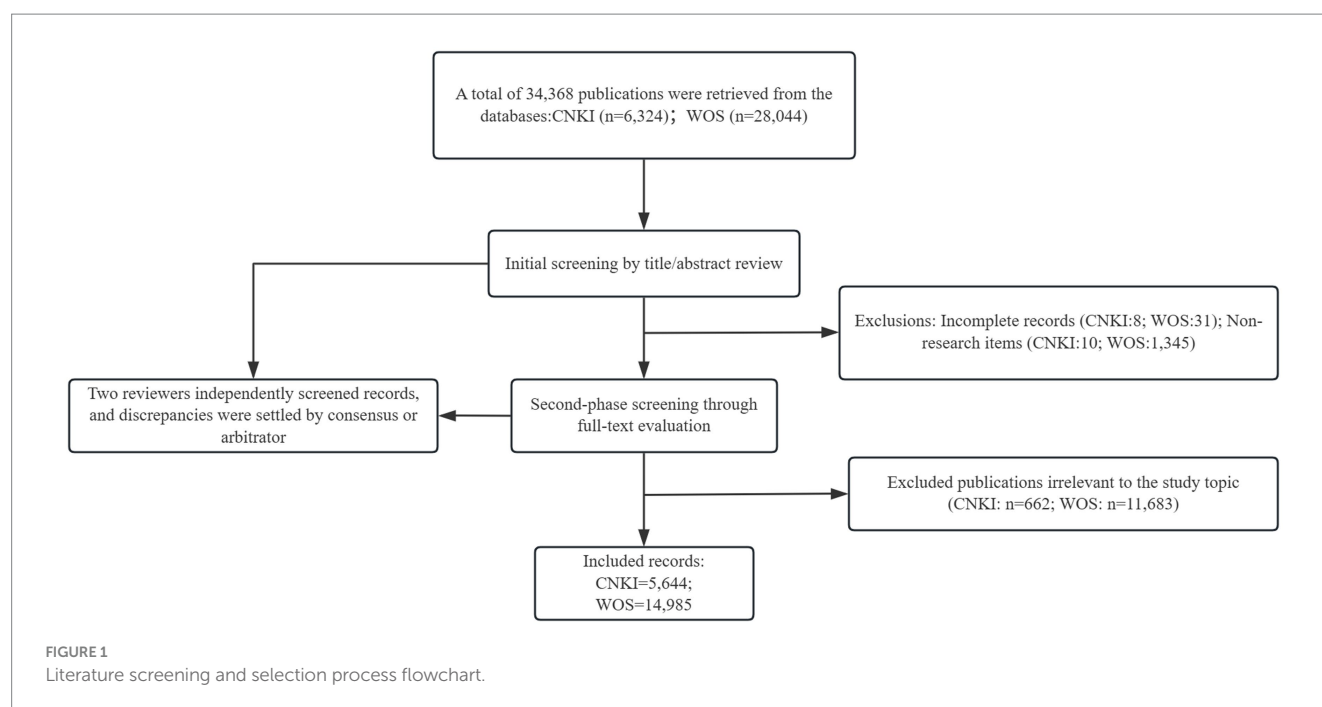 A total of 34,368 publications were retrieved from the
databases:CNKI (n=6,324)；WOS (n=28,044)
Initial screening by title/abstract review
Exclusions: Incomplete records (CNKI:8; WOS:31); Non-
research items (CNKI:10; WOS:1,345)
Two reviewers independently screened records,
and discrepancies were settled by consensus or
arbitrator
Second-phase screening through
full-text evaluation
Excluded publications irrelevant to the study topic
(CNKI: n=662; WOS: n=11,683)
Included records:
CNKI=5,644;
WOS=14,985
FIGURE 1
Literature screening and selection process flowchart.